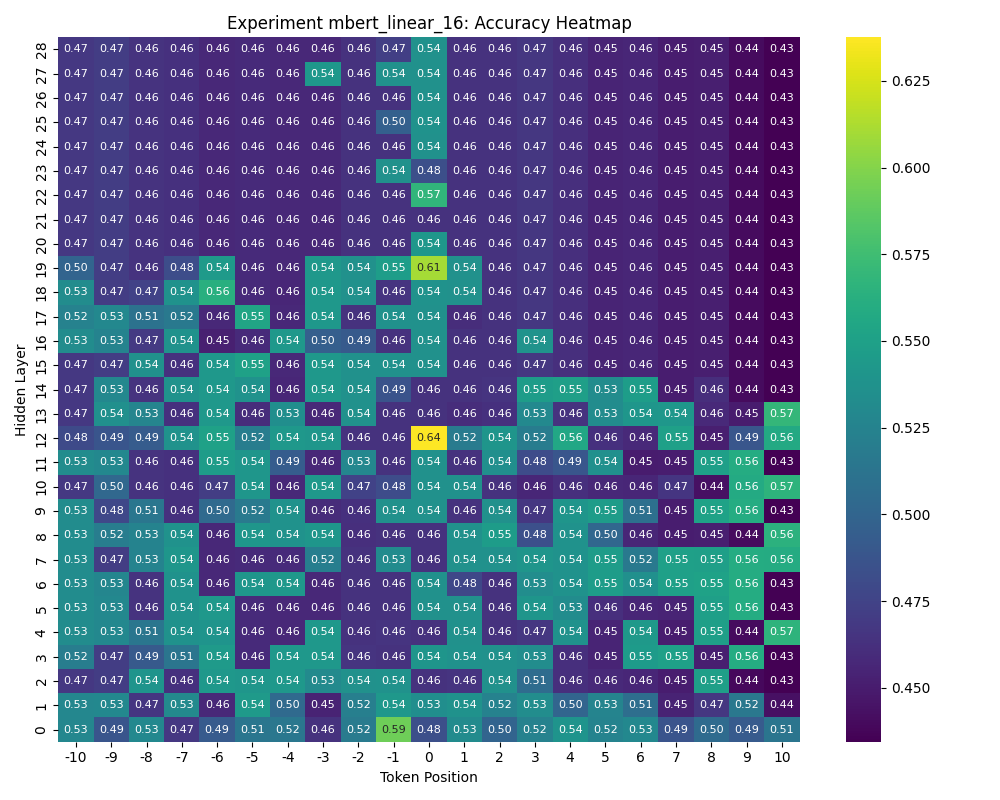 Experiment mbert_linear_16: Accuracy Heatmap
Hidden Layer
28 0.47 0.47 0.46 0.46 0.46 0.46 0.46 0.46 0.46 0.47 0.54 0.46 0.46 0.47 0.46 0.45 0.46 0.45 0.45 0.44 0.43
27 0.47 0.47 0.46 0.46 0.46 0.46 0.46 0.54 0.46 0.54 0.54 0.46 0.46 0.47 0.46 0.45 0.46 0.45 0.45 0.44 0.43
26 0.47 0.47 0.46 0.46 0.46 0.46 0.46 0.46 0.46 0.46 0.54 0.46 0.46 0.47 0.46 0.45 0.46 0.45 0.45 0.44 0.43
25 0.47 0.47 0.46 0.46 0.46 0.46 0.46 0.46 0.46 0.50 0.54 0.46 0.46 0.47 0.46 0.45 0.46 0.45 0.45 0.44 0.43
24 0.47 0.47 0.46 0.46 0.46 0.46 0.46 0.46 0.46 0.46 0.54 0.46 0.46 0.47 0.46 0.45 0.46 0.45 0.45 0.44 0.43
23 0.47 0.47 0.46 0.46 0.46 0.46 0.46 0.46 0.46 0.54 0.48 0.46 0.46 0.47 0.46 0.45 0.46 0.45 0.45 0.44 0.43
22 0.47 0.47 0.46 0.46 0.46 0.46 0.46 0.46 0.46 0.46 0.57 0.46 0.46 0.47 0.46 0.45 0.46 0.45 0.45 0.44 0.43
21 0.47 0.47 0.46 0.46 0.46 0.46 0.46 0.46 0.46 0.46 0.46 0.46 0.46 0.47 0.46 0.45 0.46 0.45 0.45 0.44 0.43
20 0.47 0.47 0.46 0.46 0.46 0.46 0.46 0.46 0.46 0.46 0.54 0.46 0.46 0.47 0.46 0.45 0.46 0.45 0.45 0.44 0.43
19 0.50 0.47 0.46 0.48 0.54 0.46 0.46 0.54 0.54 0.55 0.61 0.54 0.46 0.47 0.46 0.45 0.46 0.45 0.45 0.44 0.43
18 0.53 0.47 0.47 0.54 0.56 0.46 0.46 0.54 0.54 0.46 0.54 0.54 0.46 0.47 0.46 0.45 0.46 0.45 0.45 0.44 0.43
17 0.52 0.53 0.51 0.52 0.46 0.55 0.46 0.54 0.46 0.54 0.54 0.46 0.46 0.47 0.46 0.45 0.46 0.45 0.45 0.44 0.43
16 0.53 0.53 0.47 0.54 0.45 0.46 0.54 0.50 0.49 0.46 0.54 0.46 0.46 0.54 0.46 0.45 0.46 0.45 0.45 0.44 0.43
15 0.47 0.47 0.54 0.46 0.54 0.55 0.46 0.54 0.54 0.54 0.54 0.46 0.46 0.47 0.46 0.45 0.46 0.45 0.45 0.44 0.43
14 0.47 0.53 0.46 0.54 0.54 0.54 0.46 0.54 0.54 0.49 0.46 0.46 0.46 0.55 0.55 0.53 0.55 0.45 0.46 0.44 0.43
13 0.47 0.54 0.53 0.46 0.54 0.46 0.53 0.46 0.54 0.46 0.46 0.46 0.46 0.53 0.46 0.53 0.54 0.54 0.46 0.45 0.57
12 0.48 0.49 0.49 0.54 0.55 0.52 0.54 0.54 0.46 0.46 0.64 0.52 0.54 0.52 0.56 0.46 0.46 0.55 0.45 0.49 0.56
11 0.53 0.53 0.46 0.46 0.55 0.54 0.49 0.46 0.53 0.46 0.54 0.46 0.54 0.48 0.49 0.54 0.45 0.45 0.55 0.56 0.43
10 0.47 0.50 0.46 0.46 0.47 0.54 0.46 0.54 0.47 0.48 0.54 0.54 0.46 0.46 0.46 0.46 0.46 0.47 0.44 0.56 0.57
9 0.53 0.48 0.51 0.46 0.50 0.52 0.54 0.46 0.46 0.54 0.54 0.46 0.54 0.47 0.54 0.55 0.51 0.45 0.55 0.56 0.43
8 0.53 0.52 0.53 0.54 0.46 0.54 0.54 0.54 0.46 0.46 0.46 0.54 0.55 0.48 0.54 0.50 0.46 0.45 0.45 0.44 0.56
7 0.53 0.47 0.53 0.54 0.46 0.46 0.46 0.52 0.46 0.53 0.46 0.54 0.54 0.54 0.54 0.55 0.52 0.55 0.55 0.56 0.56
6 0.53 0.53 0.46 0.54 0.46 0.54 0.54 0.46 0.46 0.46 0.54 0.48 0.46 0.53 0.54 0.55 0.54 0.55 0.55 0.56 0.43
5 0.53 0.53 0.46 0.54 0.54 0.46 0.46 0.46 0.46 0.46 0.54 0.54 0.46 0.54 0.53 0.46 0.46 0.45 0.55 0.56 0.43
4 0.53 0.53 0.51 0.54 0.54 0.46 0.46 0.54 0.46 0.46 0.46 0.54 0.46 0.47 0.54 0.45 0.54 0.45 0.55 0.44 0.57
3 0.52 0.47 0.49 0.51 0.54 0.46 0.54 0.54 0.46 0.46 0.54 0.54 0.54 0.53 0.46 0.45 0.55 0.55 0.45 0.56 0.43
2 0.47 0.47 0.54 0.46 0.54 0.54 0.54 0.53 0.54 0.54 0.46 0.46 0.54 0.51 0.46 0.46 0.46 0.45 0.55 0.44 0.43
1 0.53 0.53 0.47 0.53 0.46 0.54 0.50 0.45 0.52 0.54 0.53 0.54 0.52 0.53 0.50 0.53 0.51 0.45 0.47 0.52 0.44
0 0.53 0.49 0.53 0.47 0.49 0.51 0.52 0.46 0.52 0.59 0.48 0.53 0.50 0.52 0.54 0.52 0.53 0.49 0.50 0.49 0.51
-10 -9 -8 -7 -6 -5 -4 -3 -2 -1 0 1 2 3 4 5 6 7 8 9 10
Token Position
0.625
0.600
0.575
0.550
0.525
0.500
0.475
0.450